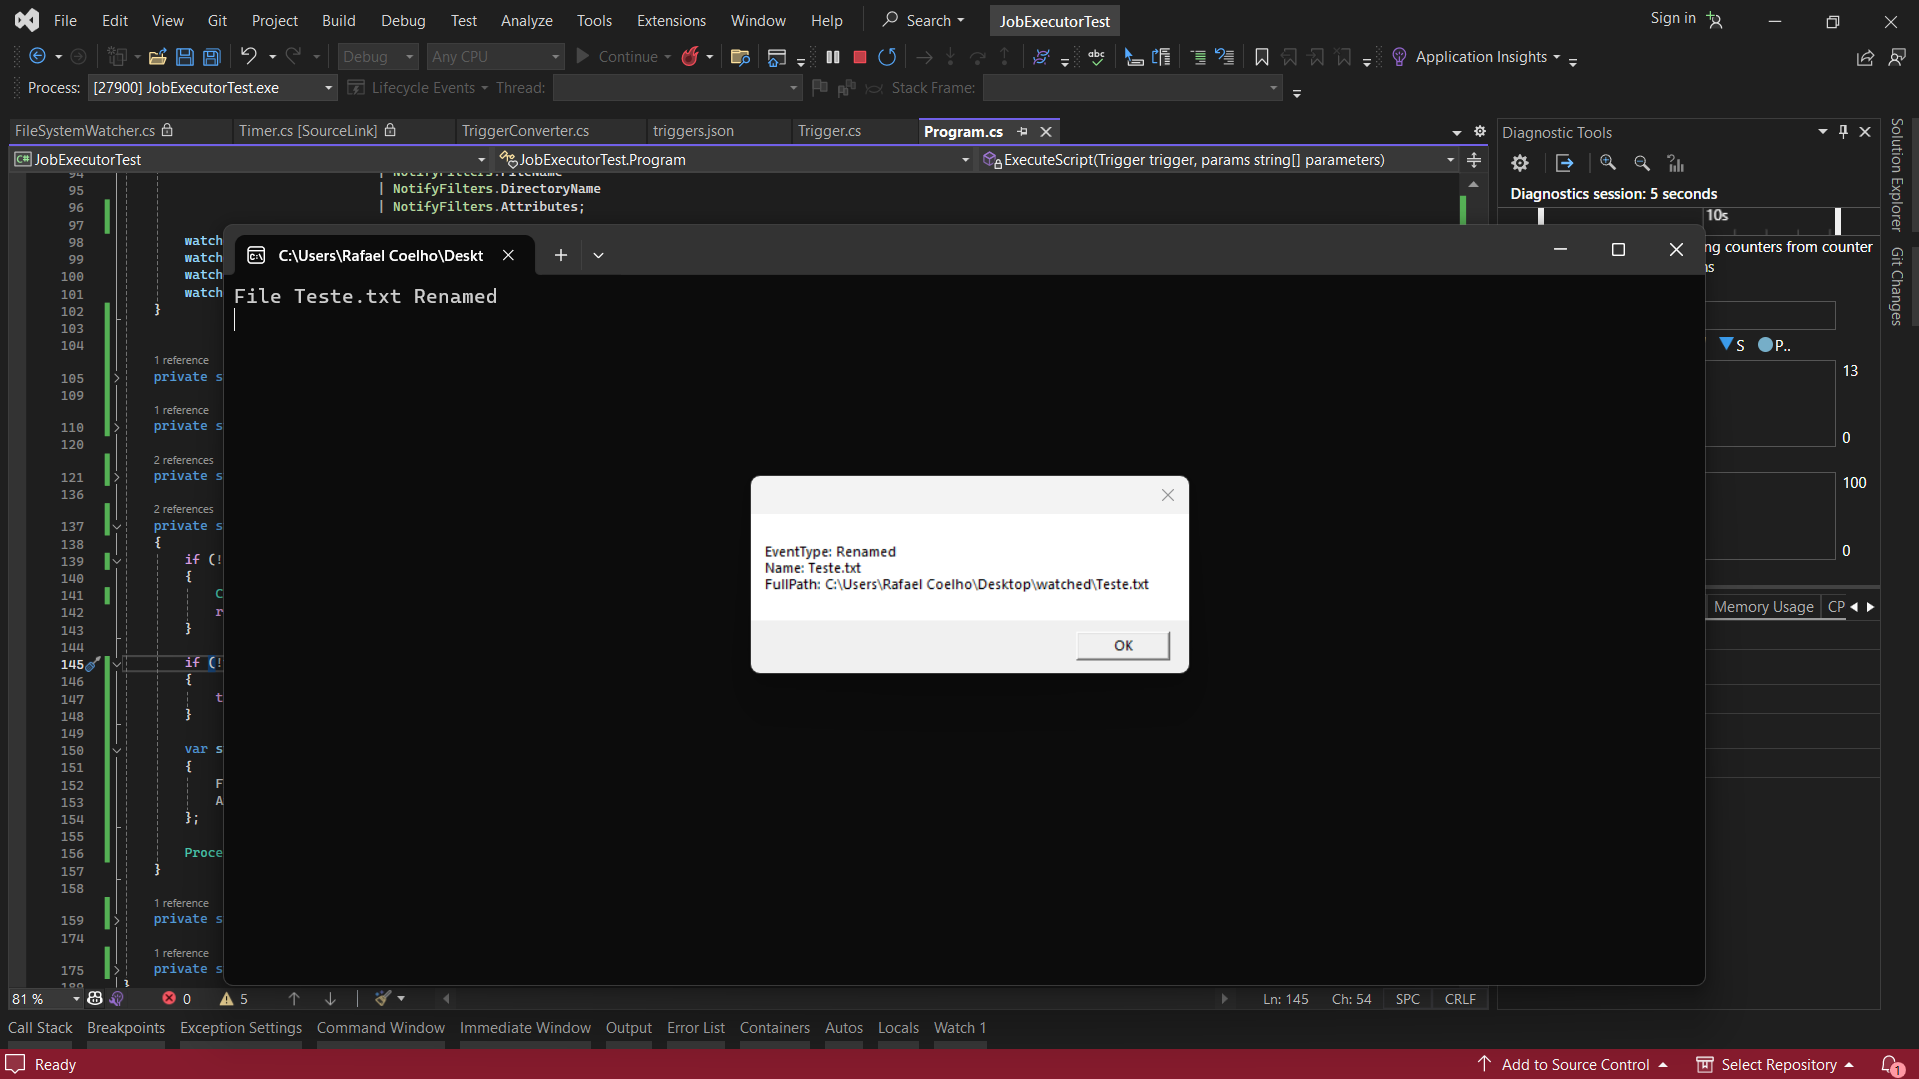 File Edit View Git Project Build Debug Test Analyze Tools Extensions Window Help Search JobExecutorTest Sign in
Debug Any CPU Continue Application Insights
Process: [27900] JobExecutorTest.exe Lifecycle Events Thread: Stack Frame:
FileSystemWatcher.cs Timer.cs [SourceLink] TriggerConverter.cs triggers.json Trigger.cs Program.cs
C# JobExecutorTest JobExecutorTest.Program ExecuteScript(Trigger trigger, params string[] parameters)
94 | NotifyFilters.FileName
95 | NotifyFilters.DirectoryName
96 | NotifyFilters.Attributes;
97
98 watch
99 watch
100 watch
101 watch
102 }
103
104
1 reference
105 private s
109
1 reference
110 private s
120
2 references
121 private s
136
2 references
137 private s
138 {
139 if (!
140 {
141 C
142 r
143 }
144
145 if (!
146 {
147 t
148 }
149
150 var s
151 {
152 F
153 A
154 };
155
156 Proce
157 }
158
1 reference
159 private s
174
1 reference
175 private s
189 }
C:\Users\Rafael Coelho\Deskt
File Teste.txt Renamed
EventType: Renamed
Name: Teste.txt
FullPath: C:\Users\Rafael Coelho\Desktop\watched\Teste.txt
OK
Diagnostic Tools
Diagnostics session: 5 seconds
10s
ng counters from counter
S P..
13
0
100
0
Memory Usage CP
Solution Explorer
Git Changes
81 % 0 5 Ln: 145 Ch: 54 SPC CRLF
Call Stack Breakpoints Exception Settings Command Window Immediate Window Output Error List Containers Autos Locals Watch 1
Ready Add to Source Control Select Repository 1